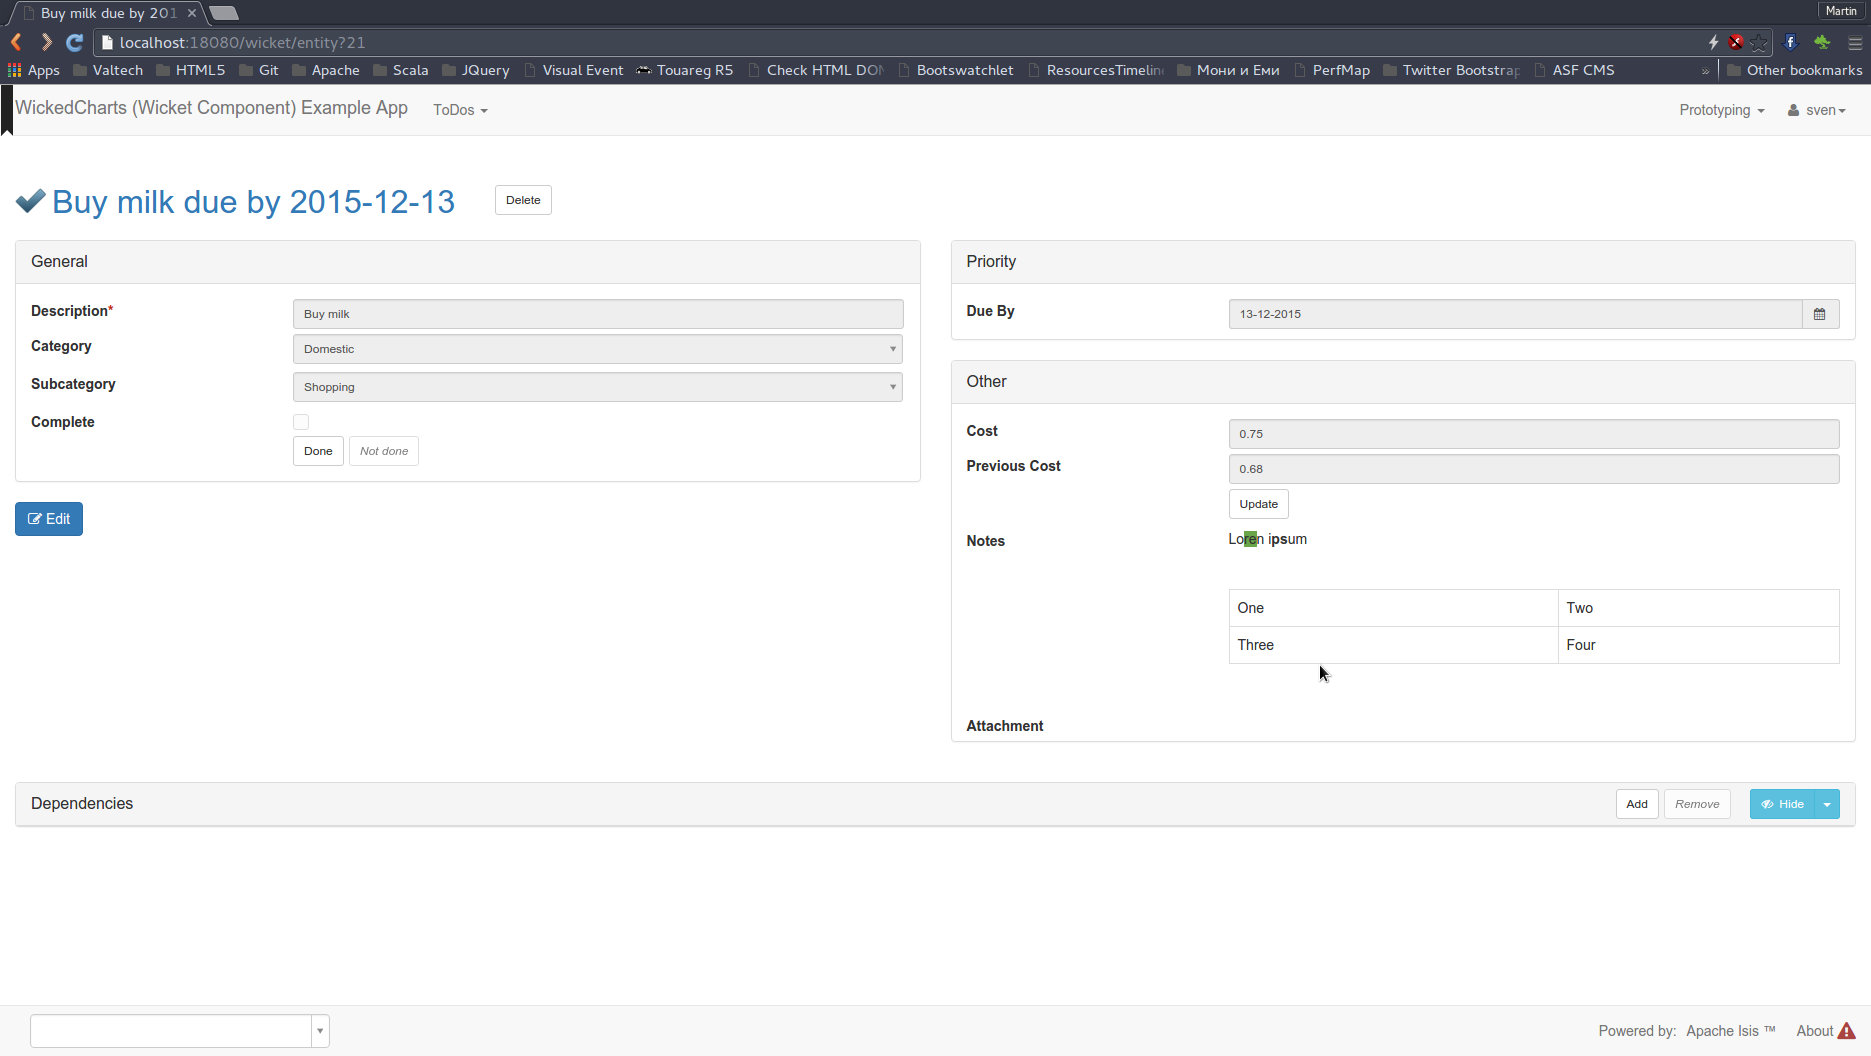 Buy milk due by 201
Martin
localhost:18080/wicket/entity?21
Apps Valtech HTML5 Git Apache Scala JQuery Visual Event Touareg R5 Check HTML DO Bootswatchlet ResourcesTimelin Мони и Еми PerfMap Twitter Bootstrap ASF CMS » Other bookmarks
WickedCharts (Wicket Component) Example App ToDos Prototyping sven
Buy milk due by 2015-12-13 Delete
General
Description*
Buy milk
Category
Domestic
Subcategory
Shopping
Complete
Done Not done
Edit
Priority
Due By
13-12-2015
Other
Cost
0.75
Previous Cost
0.68
Update
Notes
Loren ipsum
One Two
Three Four
Attachment
Dependencies Add Remove Hide
Powered by: Apache Isis ™ About